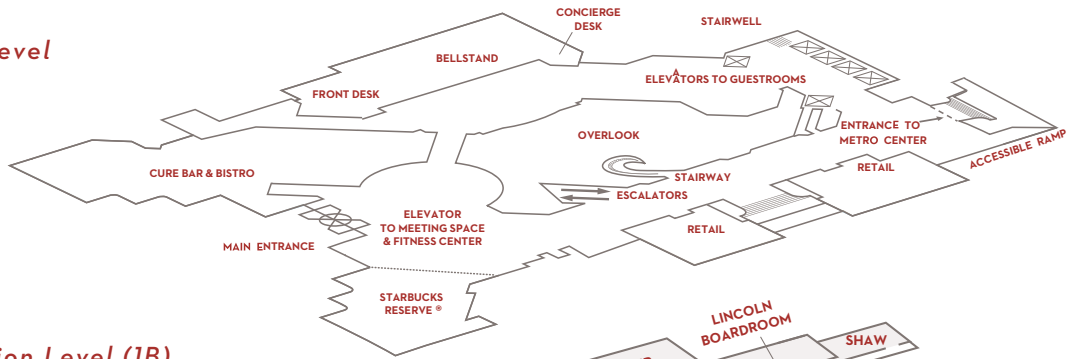 CONCIERGE
DESK
STAIRWELL
evel
BELLSTAND
ELEVATORS TO GUESTROOMS
FRONT DESK
OVERLOOK
ENTRANCE TO
METRO CENTER
ACCESSIBLE RAMP
RETAIL
CURE BAR & BISTRO
STAIRWAY
ESCALATORS
ELEVATOR
TO MEETING SPACE
& FITNESS CENTER
RETAIL
MAIN ENTRANCE
STARBUCKS
RESERVE ®
LINCOLN
BOARDROOM
SHAW
ion Level (1B)